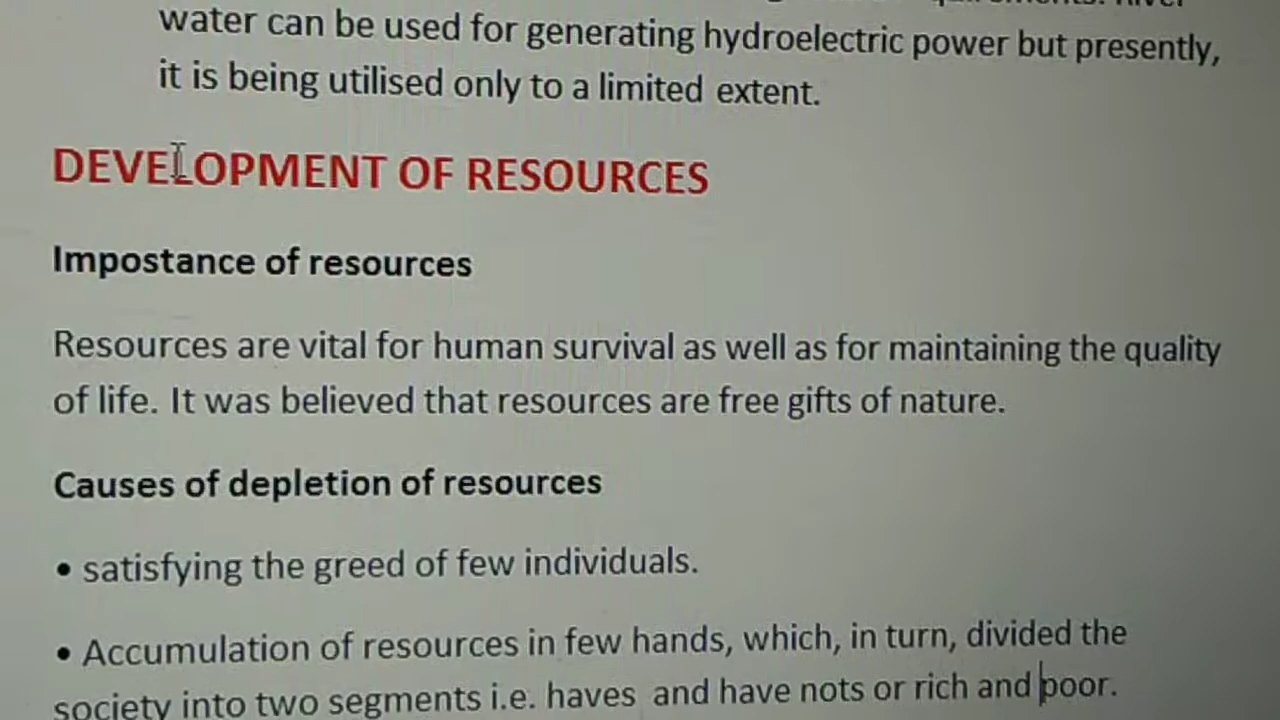 water can be used for generating hydroelectric power but presently,
it is being utilised only to a limited extent.
DEVELOPMENT OF RESOURCES
Impostance of resources
Resources are vital for human survival as well as for maintaining the quality
of life. It was believed that resources are free gifts of nature.
Causes of depletion of resources
• satisfying the greed of few individuals.
• Accumulation of resources in few hands, which, in turn, divided the
society into two segments i.e. haves and have nots or rich and poor.